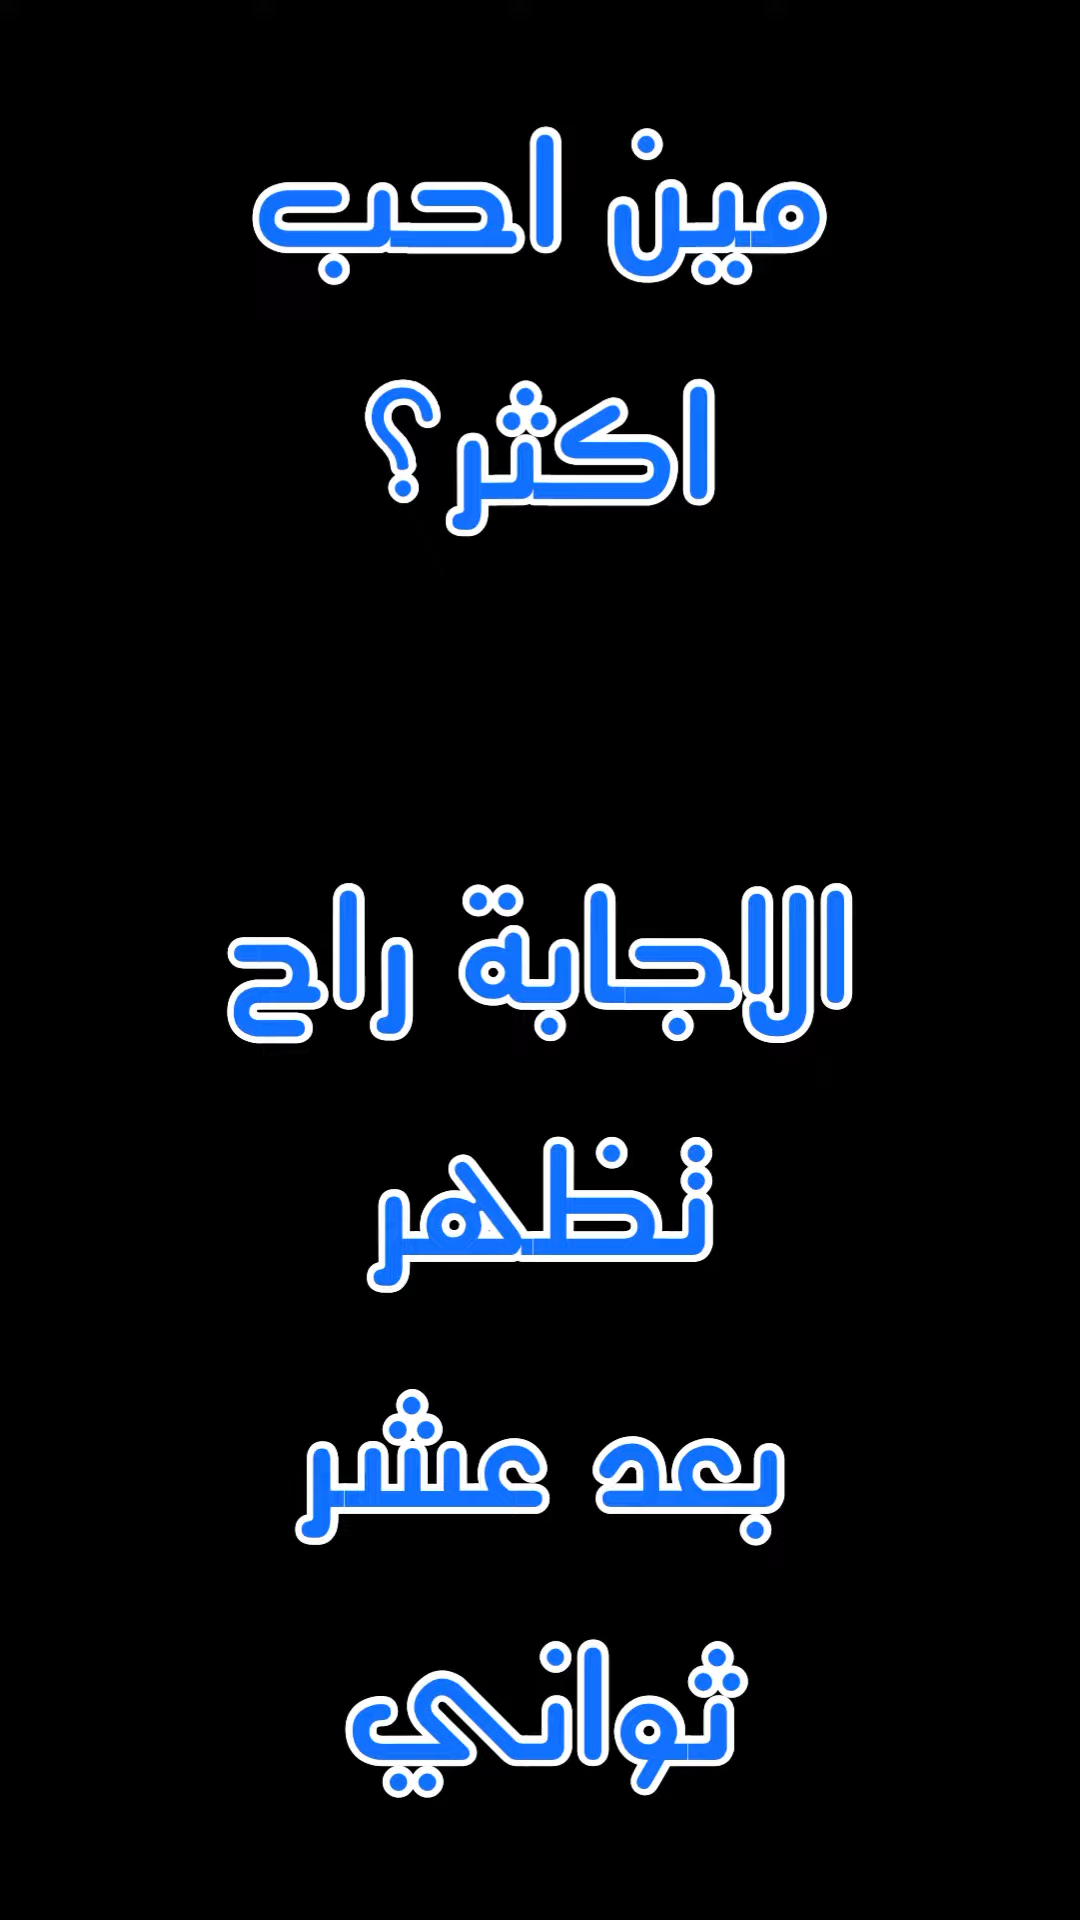 مين احب
اكثر؟
الاجابة راح
تظهر
بعد عشر
ثواني